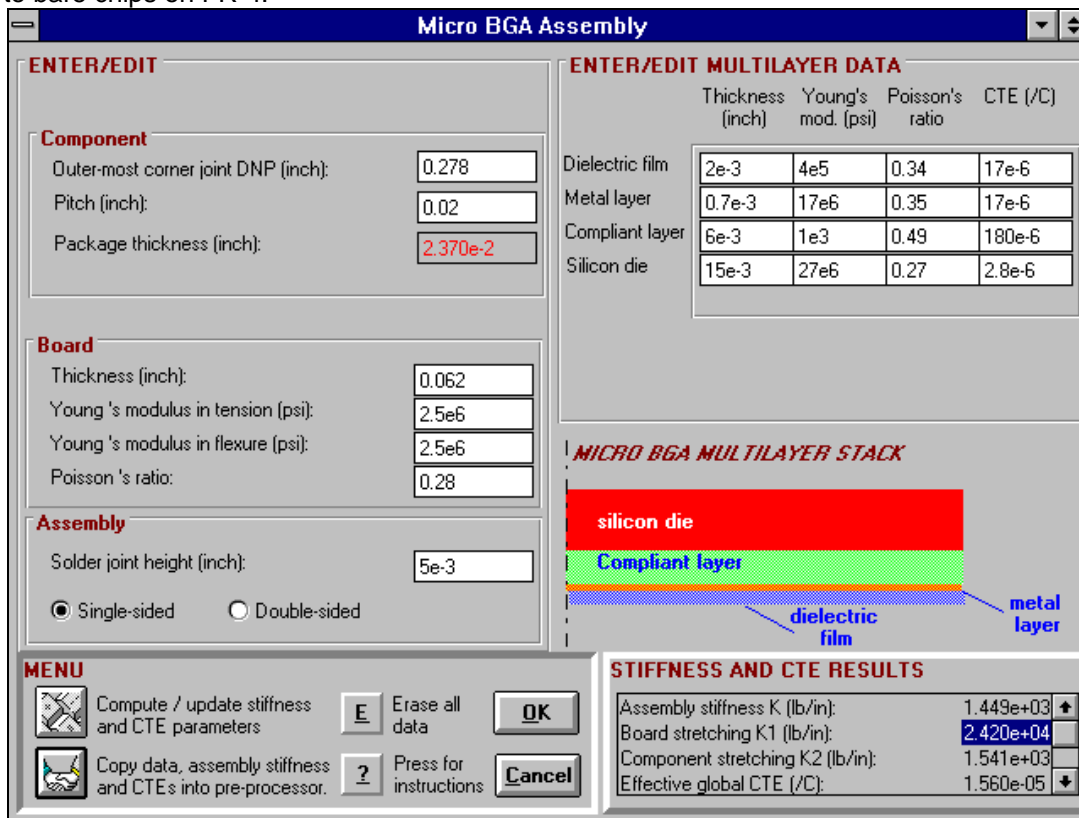 Micro BGA Assembly
ENTER/EDIT
Component
Outer-most corner joint DNP (inch): 0.278
Pitch (inch): 0.02
Package thickness (inch): 2.370e-2
Board
Thickness (inch): 0.062
Young 's modulus in tension (psi): 2.5e6
Young 's modulus in flexure (psi): 2.5e6
Poisson 's ratio: 0.28
Assembly
Solder joint height (inch): 5e-3
Single-sided Double-sided
ENTER/EDIT MULTILAYER DATA
Thickness Young's Poisson's CTE (/C)
(inch) mod. (psi) ratio
Dielectric film 2e-3 4e5 0.34 17e-6
Metal layer 0.7e-3 17e6 0.35 17e-6
Compliant layer 6e-3 1e3 0.49 180e-6
Silicon die 15e-3 27e6 0.27 2.8e-6
MICRO BGA MULTILAYER STACK
silicon die
Compliant layer
metal
layer
dielectric
film
MENU
Compute / update stiffness
and CTE parameters
E Erase all
data
OK
Copy data, assembly stiffness
and CTEs into pre-processor.
? Press for
instructions
Cancel
STIFFNESS AND CTE RESULTS
Assembly stiffness K (lb/in): 1.449e+03
Board stretching K1 (lb/in): 2.420e+04
Component stretching K2 (lb/in): 1.541e+03
Effective global CTE (/C): 1.560e-05